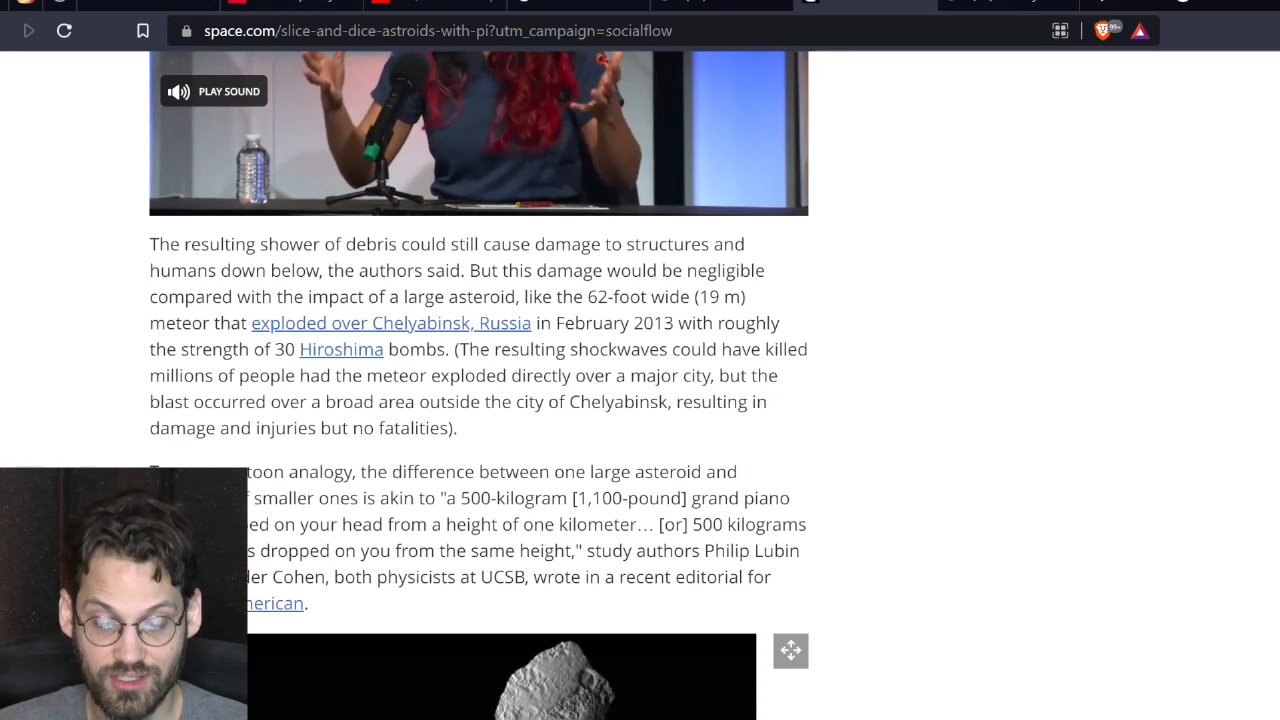 space.com/slice-and-dice-astroids-with-pi?utm_campaign=socialflow
99+
PLAY SOUND
The resulting shower of debris could still cause damage to structures and
humans down below, the authors said. But this damage would be negligible
compared with the impact of a large asteroid, like the 62-foot wide (19 m)
meteor that exploded over Chelyabinsk, Russia in February 2013 with roughly
the strength of 30 Hiroshima bombs. (The resulting shockwaves could have killed
millions of people had the meteor exploded directly over a major city, but the
blast occurred over a broad area outside the city of Chelyabinsk, resulting in
damage and injuries but no fatalities).
toon analogy, the difference between one large asteroid and
smaller ones is akin to "a 500-kilogram [1,100-pound] grand piano
ed on your head from a height of one kilometer… [or] 500 kilograms
s dropped on you from the same height," study authors Philip Lubin
der Cohen, both physicists at UCSB, wrote in a recent editorial for
nerican.